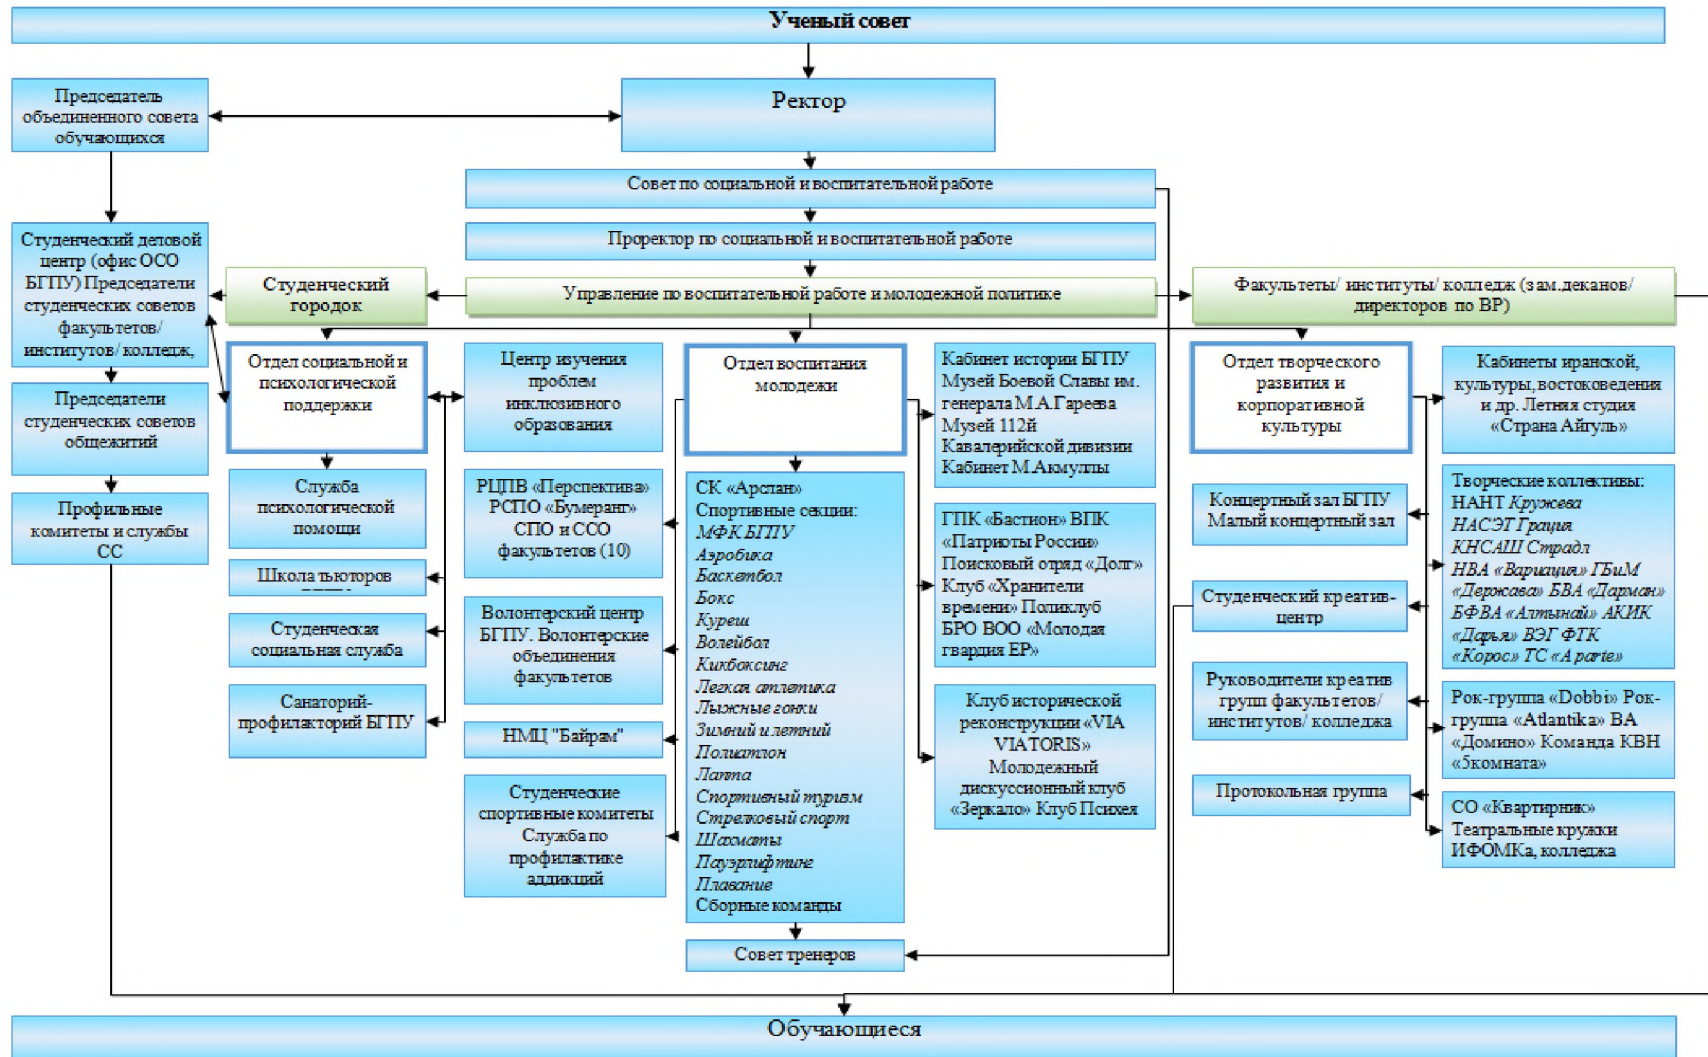 Ученый совет
Председатель
объединенного совета
обучающихся
Ректор
Совет по социальной и воспитательной работе
Проректор по социальной и воспитательной работе
Студенческий деловой
центр (офис ОСО
БГПУ) Председатели
студенческих советов
факультетов/
институтов/ колледж,
Студенческий
городок
Управление по воспитательной работе и молодежной политике
Факультеты/ институты/ колледж (зам.деканов/
директоров по ВР)
Председатели
студенческих советов
общежитий
Профильные
комитеты и службы
СС
Отдел социальной и
психологической
поддержки
Служба
психологической
помощи
Школа тьюторов
Студенческая
социальная служба
Санаторий-
профилакторий БГПУ
Центр изучения
проблем
инклюзивного
образования
РЦПВ «Перспектива»
РСПО «Бумеранг»
СПО и ССО
факультетов (10)
Волонтерский центр
БГПУ. Волонтерские
объединения
факультетов
НМЦ "Байрам"
Студенческие
спортивные комитеты
Служба по
профилактике
аддикций
Отдел воспитания
молодежи
СК «Арслан»
Спортивные секции:
МФК БГПУ
Аэробика
Баскетбол
Бокс
Куреш
Волейбол
Кикбоксинг
Легкая атлетика
Лыжные гонки
Зимний и летний
Полиатлон
Лапта
Спортивный туризм
Стрелковый спорт
Шахматы
Пауэрлифтинг
Плавание
Сборные команды
Совет тренеров
Кабинет истории БГПУ
Музей Боевой Славы им.
генерала М.А.Гареева
Музей 112й
Кавалерийской дивизии
Кабинет М.Акмуллы
ГПК «Бастион» ВПК
«Патриоты России»
Поисковый отряд «Долг»
Клуб «Хранители
времени» Поликлуб
БРО ВОО «Молодая
гвардия ЕР»
Клуб исторической
реконструкции «VIA
VIATORIS»
Молодежный
дискуссионный клуб
«Зеркало» Клуб Психея
Отдел творческого
развития и
корпоративной
культуры
Концертный зал БГПУ
Малый концертный зал
Студенческий креатив-
центр
Руководители креатив
групп факультетов/
институтов/ колледжа
Протокольная группа
Кабинеты иранской,
культуры, востоковедения
и др. Летняя студия
«Страна Айгуль»
Творческие коллективы:
НАНТ Кружева
НАСЭТ Грация
КНСАШ Страдл
НВА «Вариация» ГБиМ
«Держава» БВА «Дарман»
БФВА «Алтынай» АКИК
«Дарья» ВЭГ ФТК
«Корос» ТС «A parte»
Рок-группа «Dobbi» Рок-
группа «Atlantika» ВА
«Домино» Команда КВН
«5комната»
СО «Квартирник»
Театральные кружки
ИФОМКа, колледжа
Обучающиеся